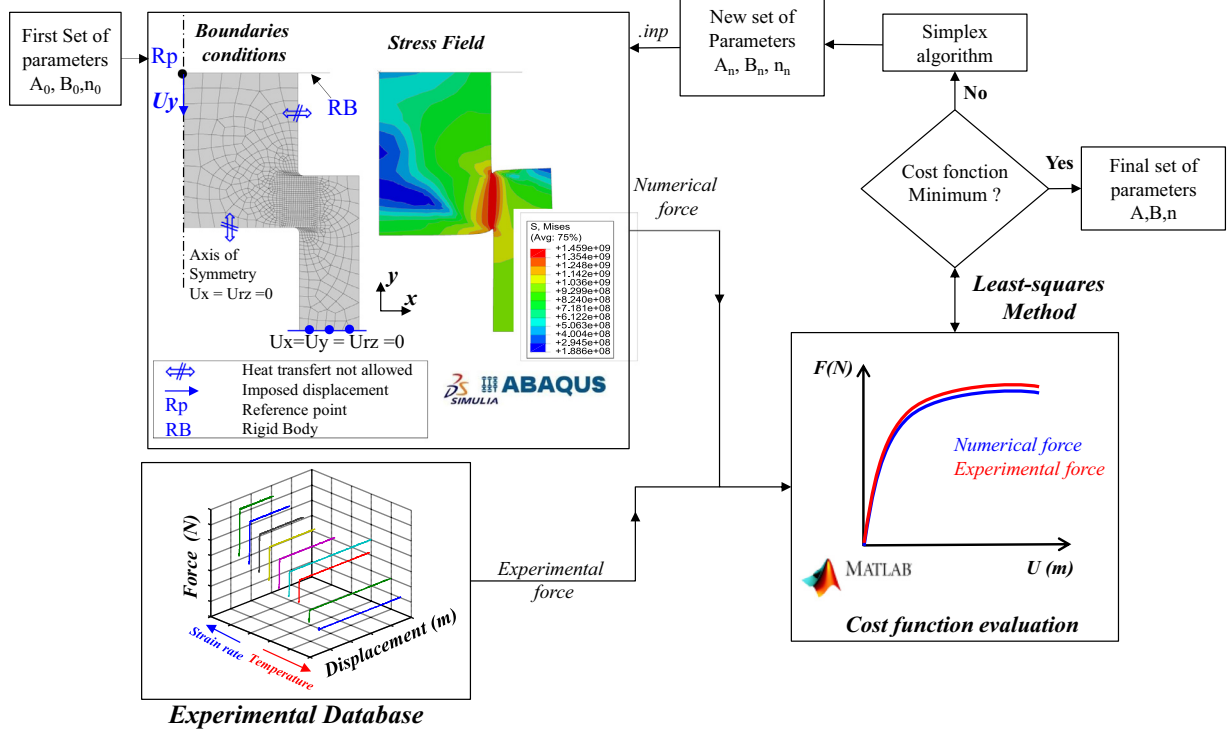 First Set of
parameters
A₀, B₀,n₀
Boundaries
conditions
Rp
Uy
RB
Axis of
Symmetry
Ux = Urz =0
Ux=Uy = Urz =0
y
x
Stress Field
S, Mises
(Avg: 75%)
+1.459e+09
+1.354e+09
+1.248e+09
+1.142e+09
+1.036e+09
+9.299e+08
+8.240e+08
+7.181e+08
+6.122e+08
+5.063e+08
+4.004e+08
+2.945e+08
+1.886e+08
Heat transfert not allowed
Imposed displacement
Rp Reference point
RB Rigid Body
SIMULIA
ABAQUS
.inp
New set of
Parameters
Aₙ, Bₙ, nₙ
Simplex
algorithm
No
Cost fonction
Minimum ?
Yes
Final set of
parameters
A,B,n
Numerical
force
Least-squares
Method
F(N)
Numerical force
Experimental force
U (m)
MATLAB
Cost function evaluation
Experimental
force
Force (N)
Strain rate
Temperature
Displacement (m)
Experimental Database